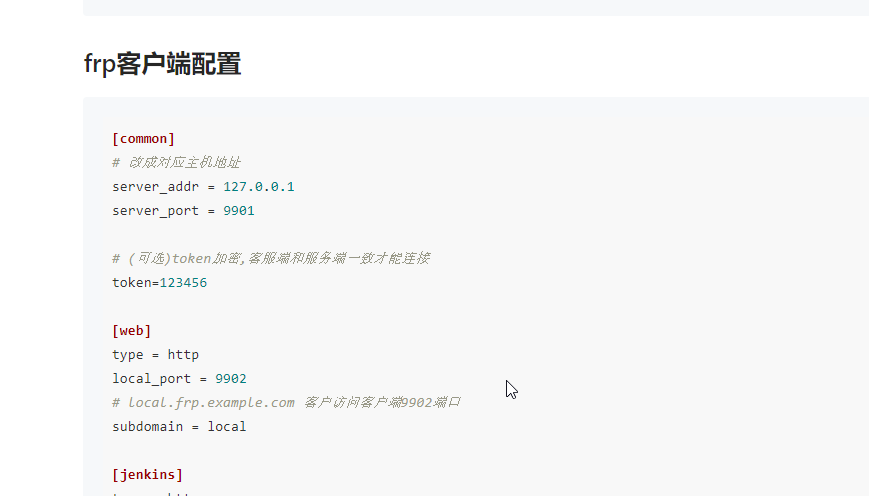 frp客户端配置
[common]
# 改成对应主机地址
server_addr = 127.0.0.1
server_port = 9901
# (可选)token加密,客服端和服务端一致才能连接
token=123456
[web]
type = http
local_port = 9902
# local.frp.example.com 客户访问客户端9902端口
subdomain = local
[jenkins]